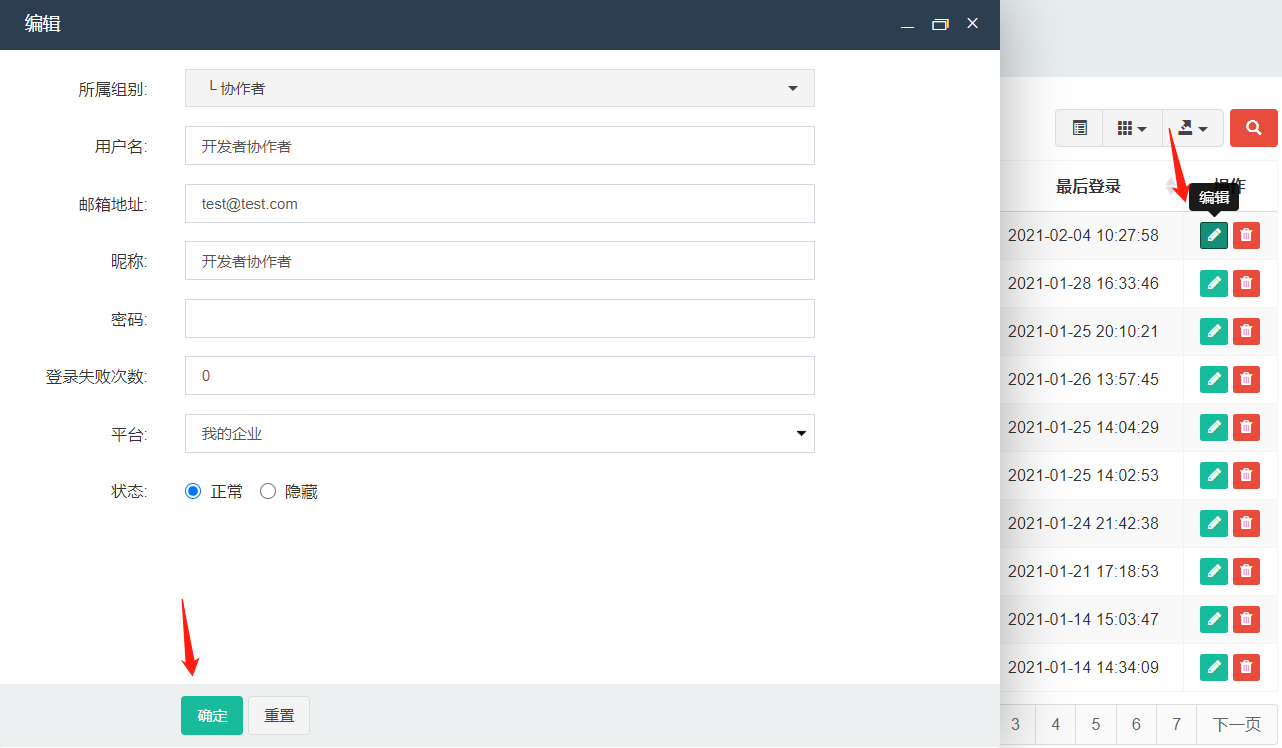 编辑
所属组别:
└ 协作者
用户名:
开发者协作者
邮箱地址:
test@test.com
昵称:
开发者协作者
密码:
登录失败次数:
0
平台:
我的企业
状态:
正常 隐藏
确定 重置
最后登录 操作
编辑
2021-02-04 10:27:58
2021-01-28 16:33:46
2021-01-25 20:10:21
2021-01-26 13:57:45
2021-01-25 14:04:29
2021-01-25 14:02:53
2021-01-24 21:42:38
2021-01-21 17:18:53
2021-01-14 15:03:47
2021-01-14 14:34:09
3 4 5 6 7 下一页